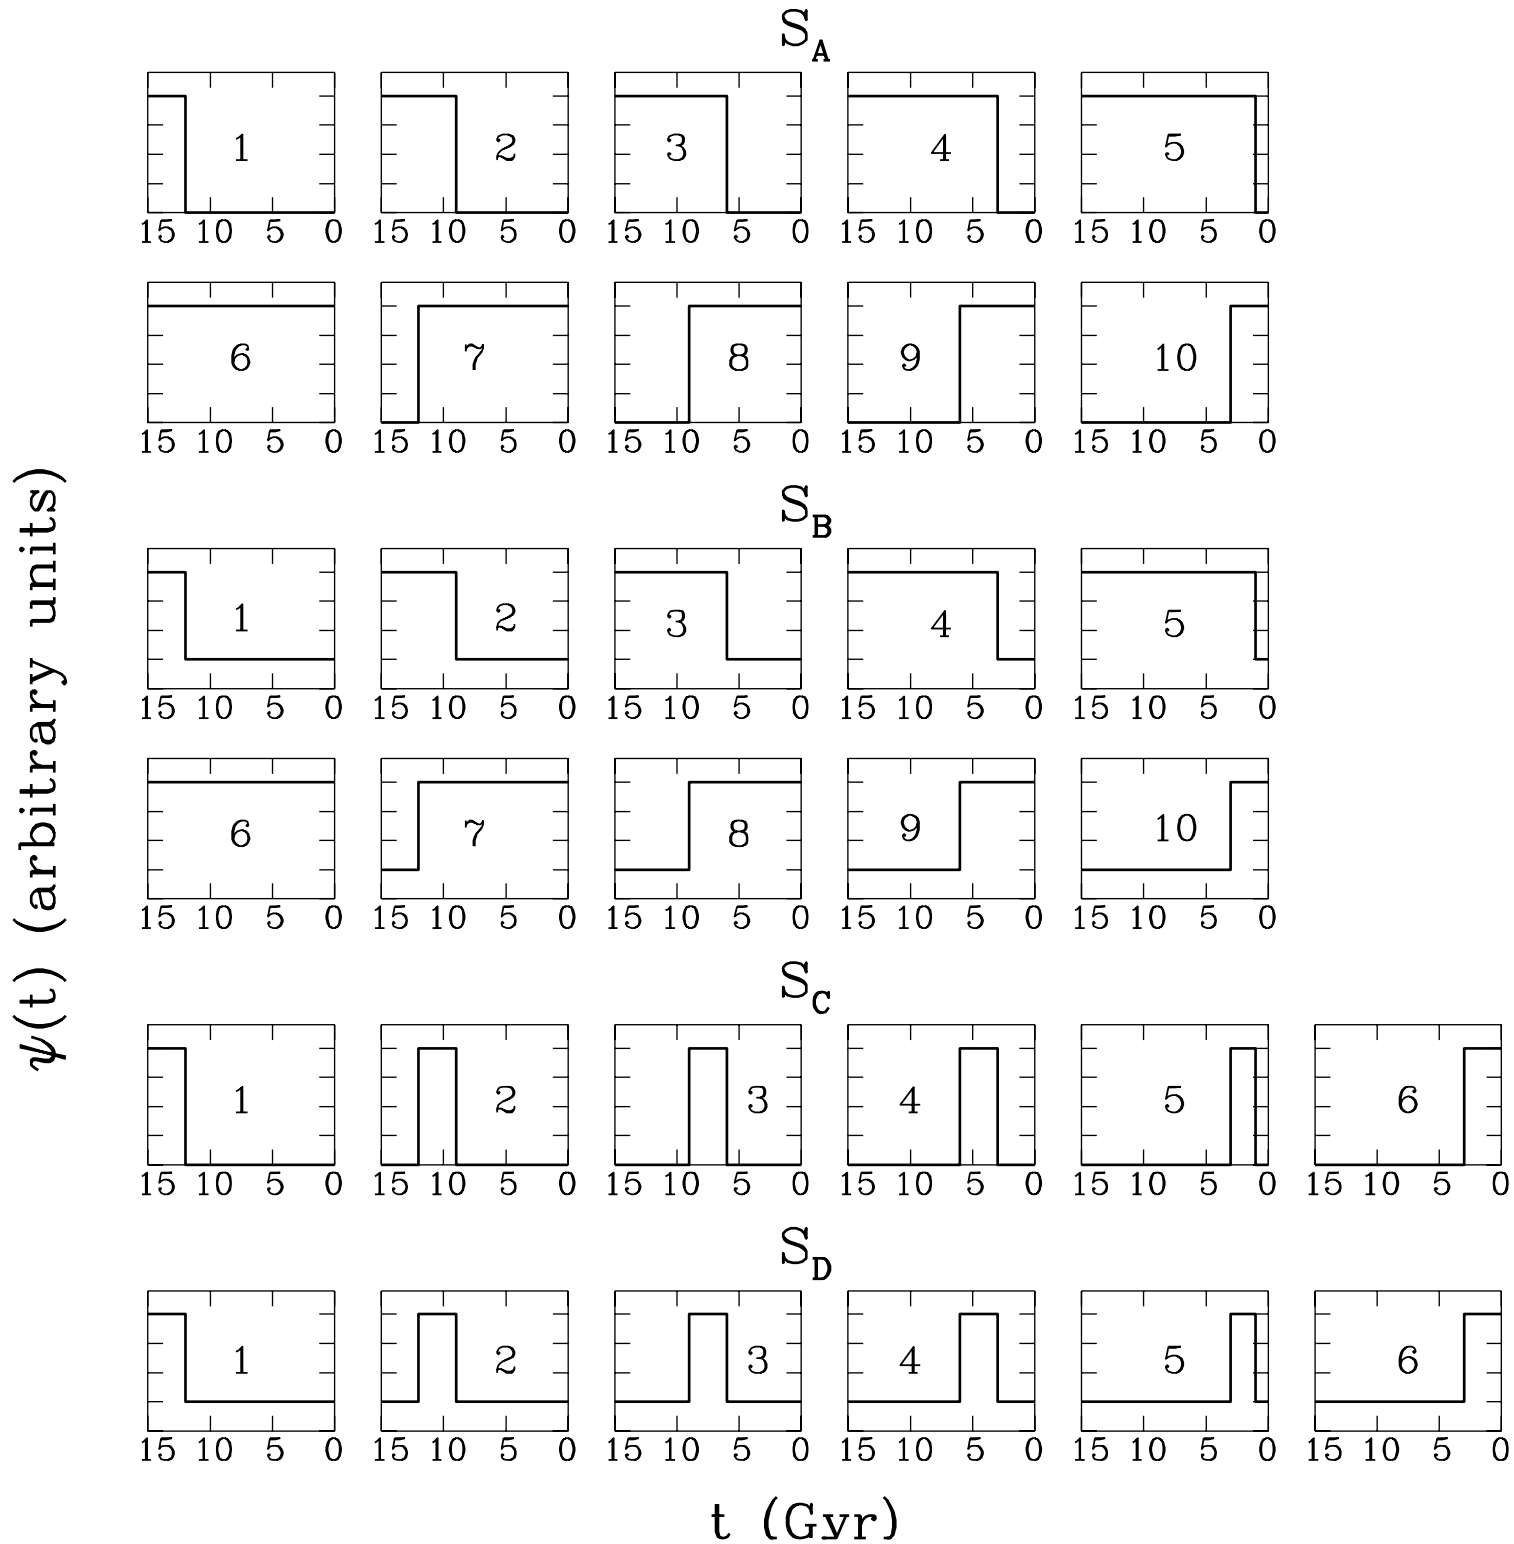 S_A
1 2 3 4 5
15 10 5 0 15 10 5 0 15 10 5 0 15 10 5 0 15 10 5 0
6 7 8 9 10
15 10 5 0 15 10 5 0 15 10 5 0 15 10 5 0 15 10 5 0
S_B
1 2 3 4 5
15 10 5 0 15 10 5 0 15 10 5 0 15 10 5 0 15 10 5 0
6 7 8 9 10
15 10 5 0 15 10 5 0 15 10 5 0 15 10 5 0 15 10 5 0
S_C
1 2 3 4 5 6
15 10 5 0 15 10 5 0 15 10 5 0 15 10 5 0 15 10 5 0 15 10 5 0
S_D
1 2 3 4 5 6
15 10 5 0 15 10 5 0 15 10 5 0 15 10 5 0 15 10 5 0 15 10 5 0
t (Gyr)
ψ(t) (arbitrary units)